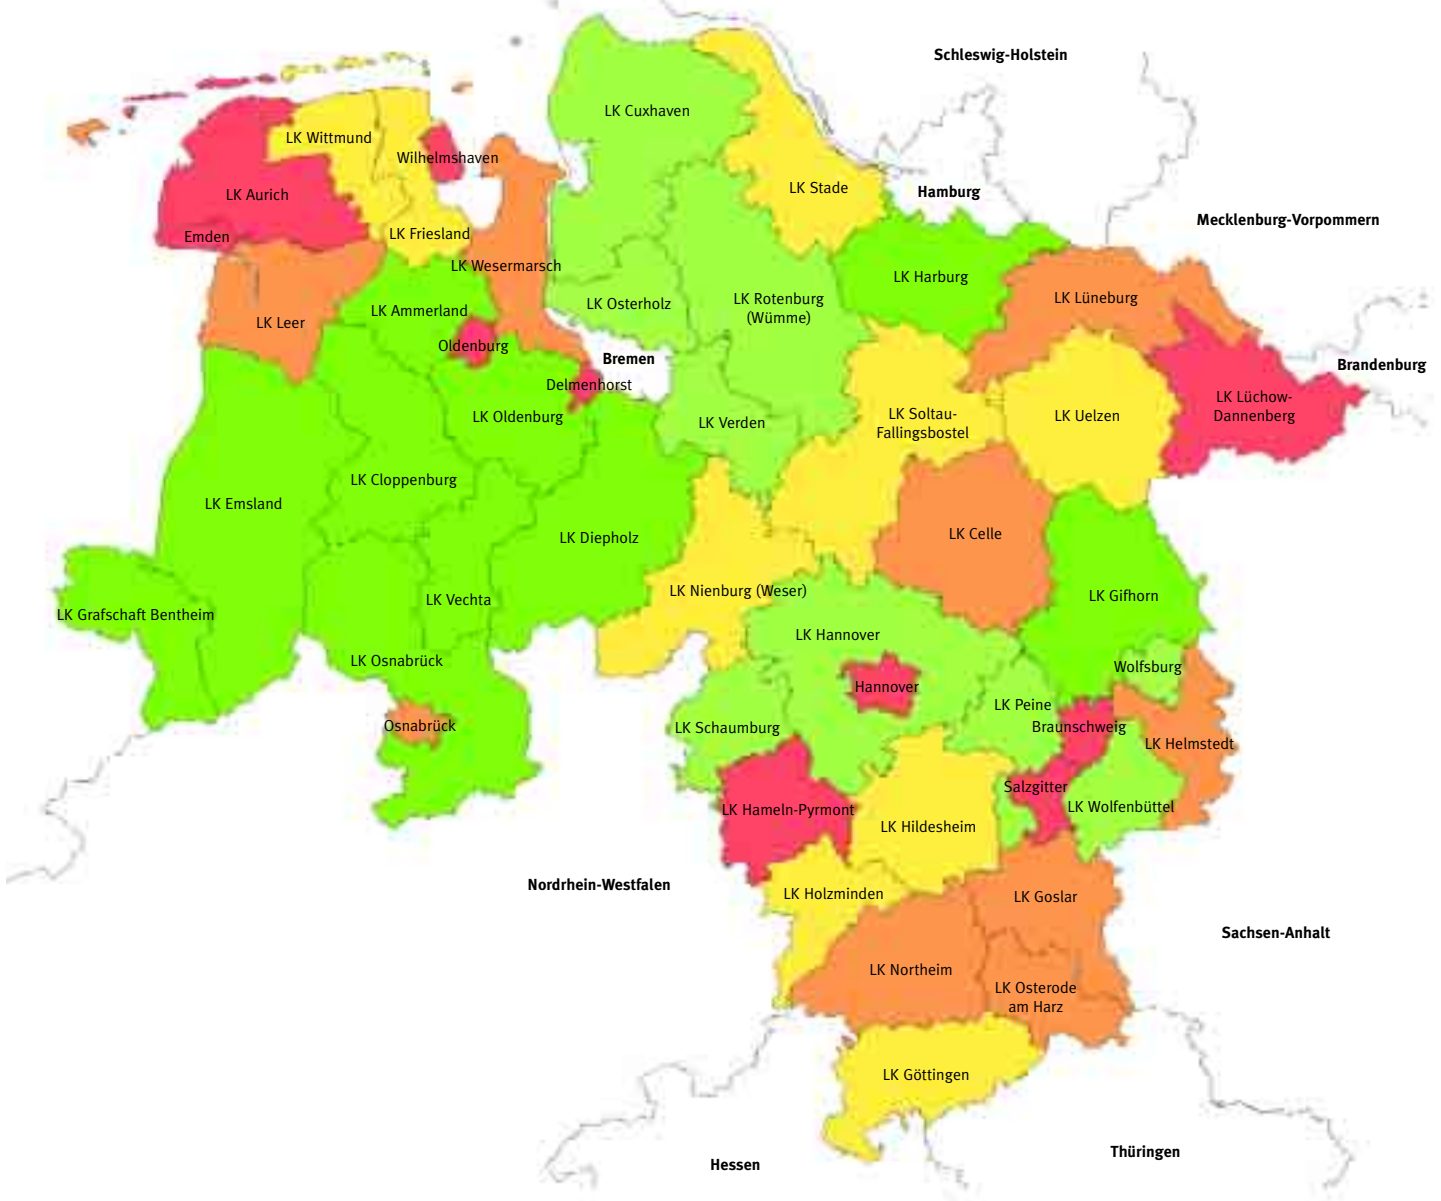 Schleswig-Holstein
LK Cuxhaven
LK Wittmund
Wilhelmshaven
LK Stade
Hamburg
LK Aurich
Mecklenburg-Vorpommern
Emden
LK Friesland
LK Wesermarsch
LK Harburg
LK Lüneburg
LK Osterholz
LK Rotenburg
(Wümme)
LK Ammerland
LK Leer
Oldenburg
Bremen
Brandenburg
Delmenhorst
LK Oldenburg
LK Verden
LK Soltau-
Fallingsbostel
LK Uelzen
LK Lüchow-
Dannenberg
LK Cloppenburg
LK Emsland
LK Diepholz
LK Celle
LK Nienburg (Weser)
LK Gifhorn
LK Vechta
LK Grafschaft Bentheim
LK Hannover
LK Osnabrück
Wolfsburg
Hannover
LK Peine
Osnabrück
LK Schaumburg
Braunschweig
LK Helmstedt
Salzgitter
LK Hameln-Pyrmont
LK Wolfenbüttel
LK Hildesheim
Nordrhein-Westfalen
LK Holzminden
LK Goslar
Sachsen-Anhalt
LK Northeim
LK Osterode
am Harz
LK Göttingen
Thüringen
Hessen